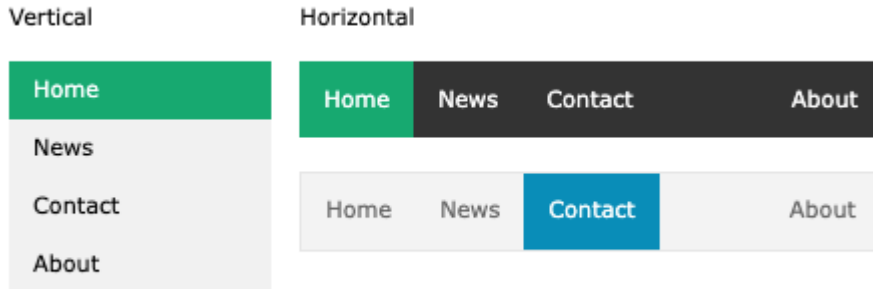 Vertical
Home
News
Contact
About
Horizontal
Home News Contact About
Home News Contact About